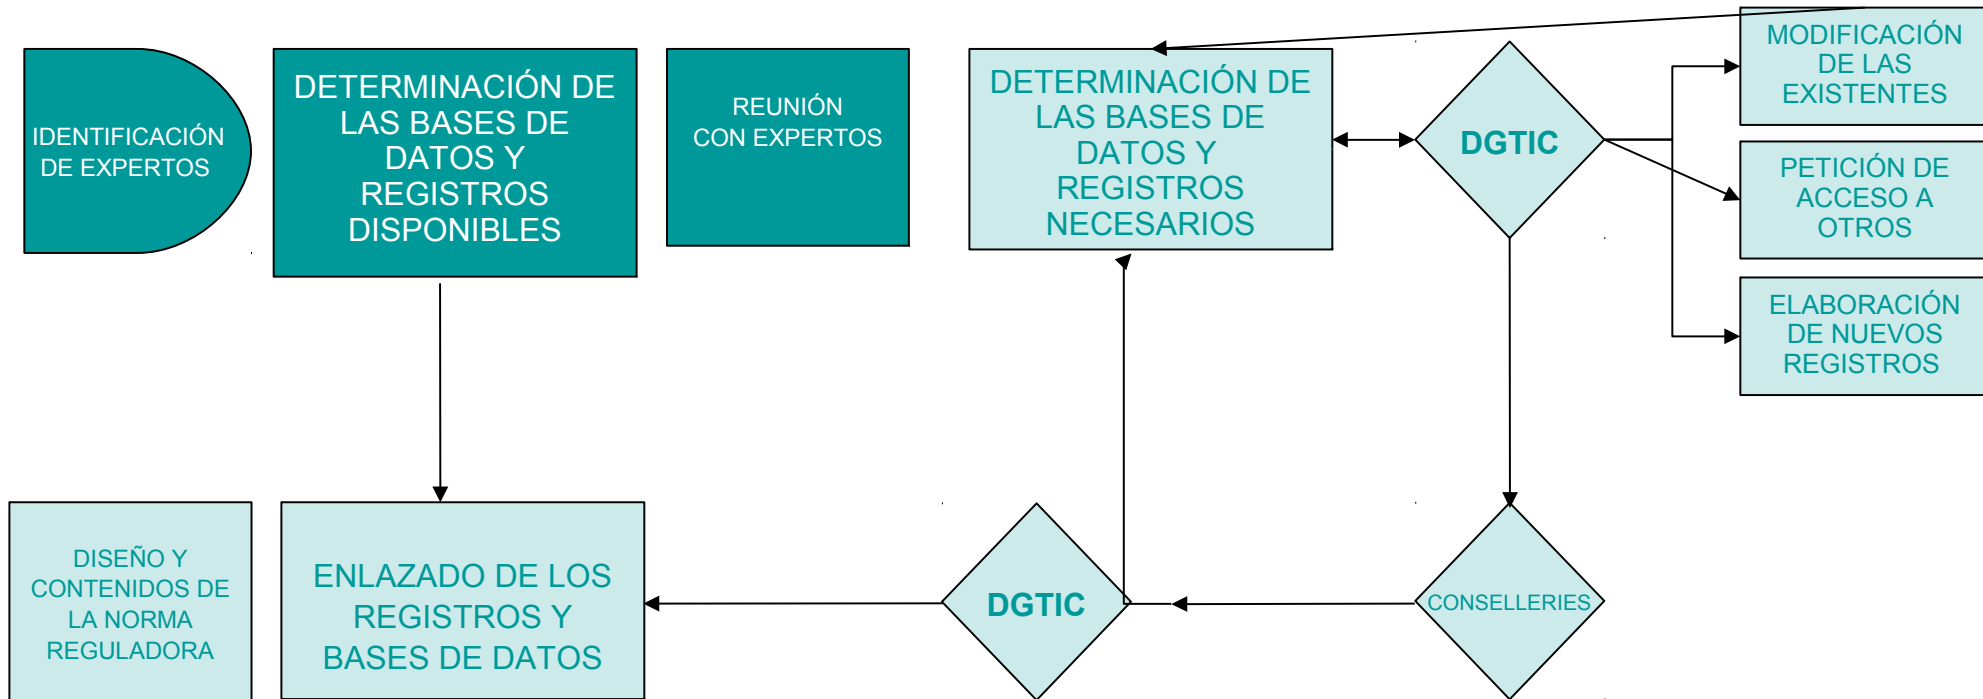 IDENTIFICACIÓN
DE EXPERTOS
DETERMINACIÓN DE
LAS BASES DE
DATOS Y
REGISTROS
DISPONIBLES
REUNIÓN
CON EXPERTOS
DETERMINACIÓN DE
LAS BASES DE
DATOS Y
REGISTROS
NECESARIOS
DGTIC
MODIFICACIÓN
DE LAS
EXISTENTES
PETICIÓN DE
ACCESO A
OTROS
ELABORACIÓN
DE NUEVOS
REGISTROS
DISEÑO Y
CONTENIDOS DE
LA NORMA
REGULADORA
ENLAZADO DE LOS
REGISTROS Y
BASES DE DATOS
DGTIC
CONSELLERIES